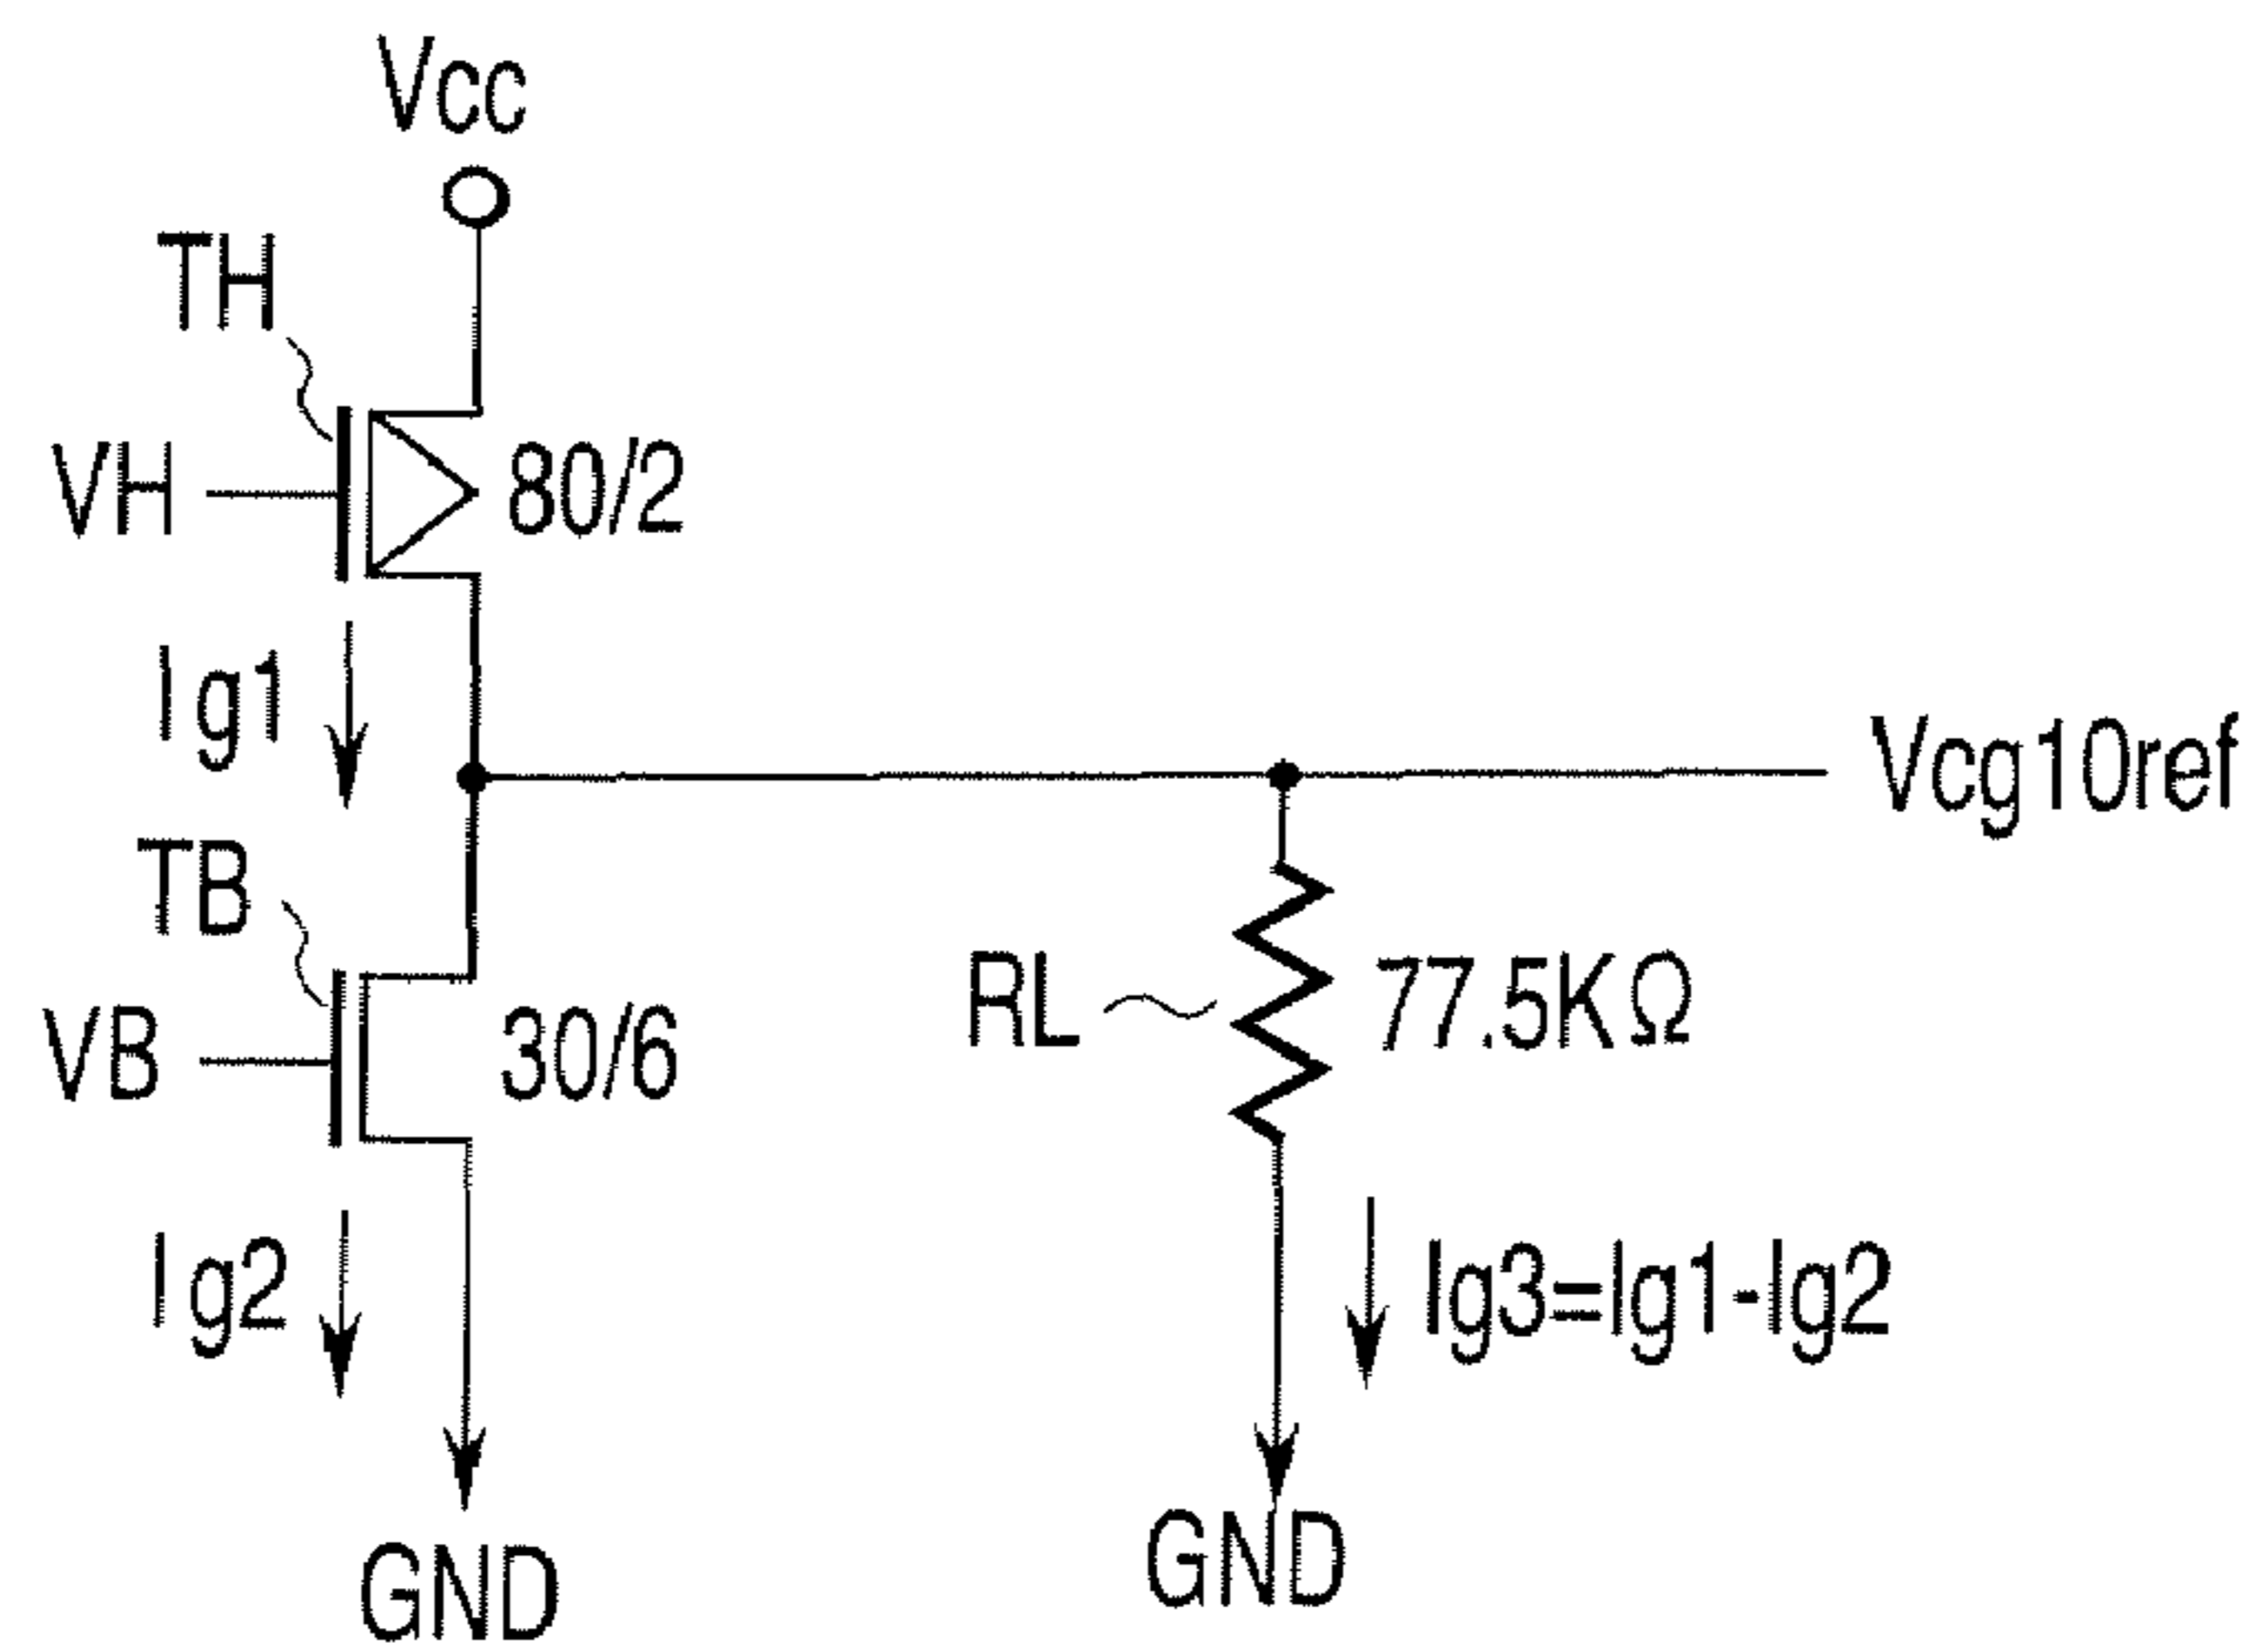 Vcc
TH
VH
80/2
Ig1
Vcg10ref
TB
VB
30/6
RL
77.5KΩ
Ig2
Ig3=Ig1-Ig2
GND
GND